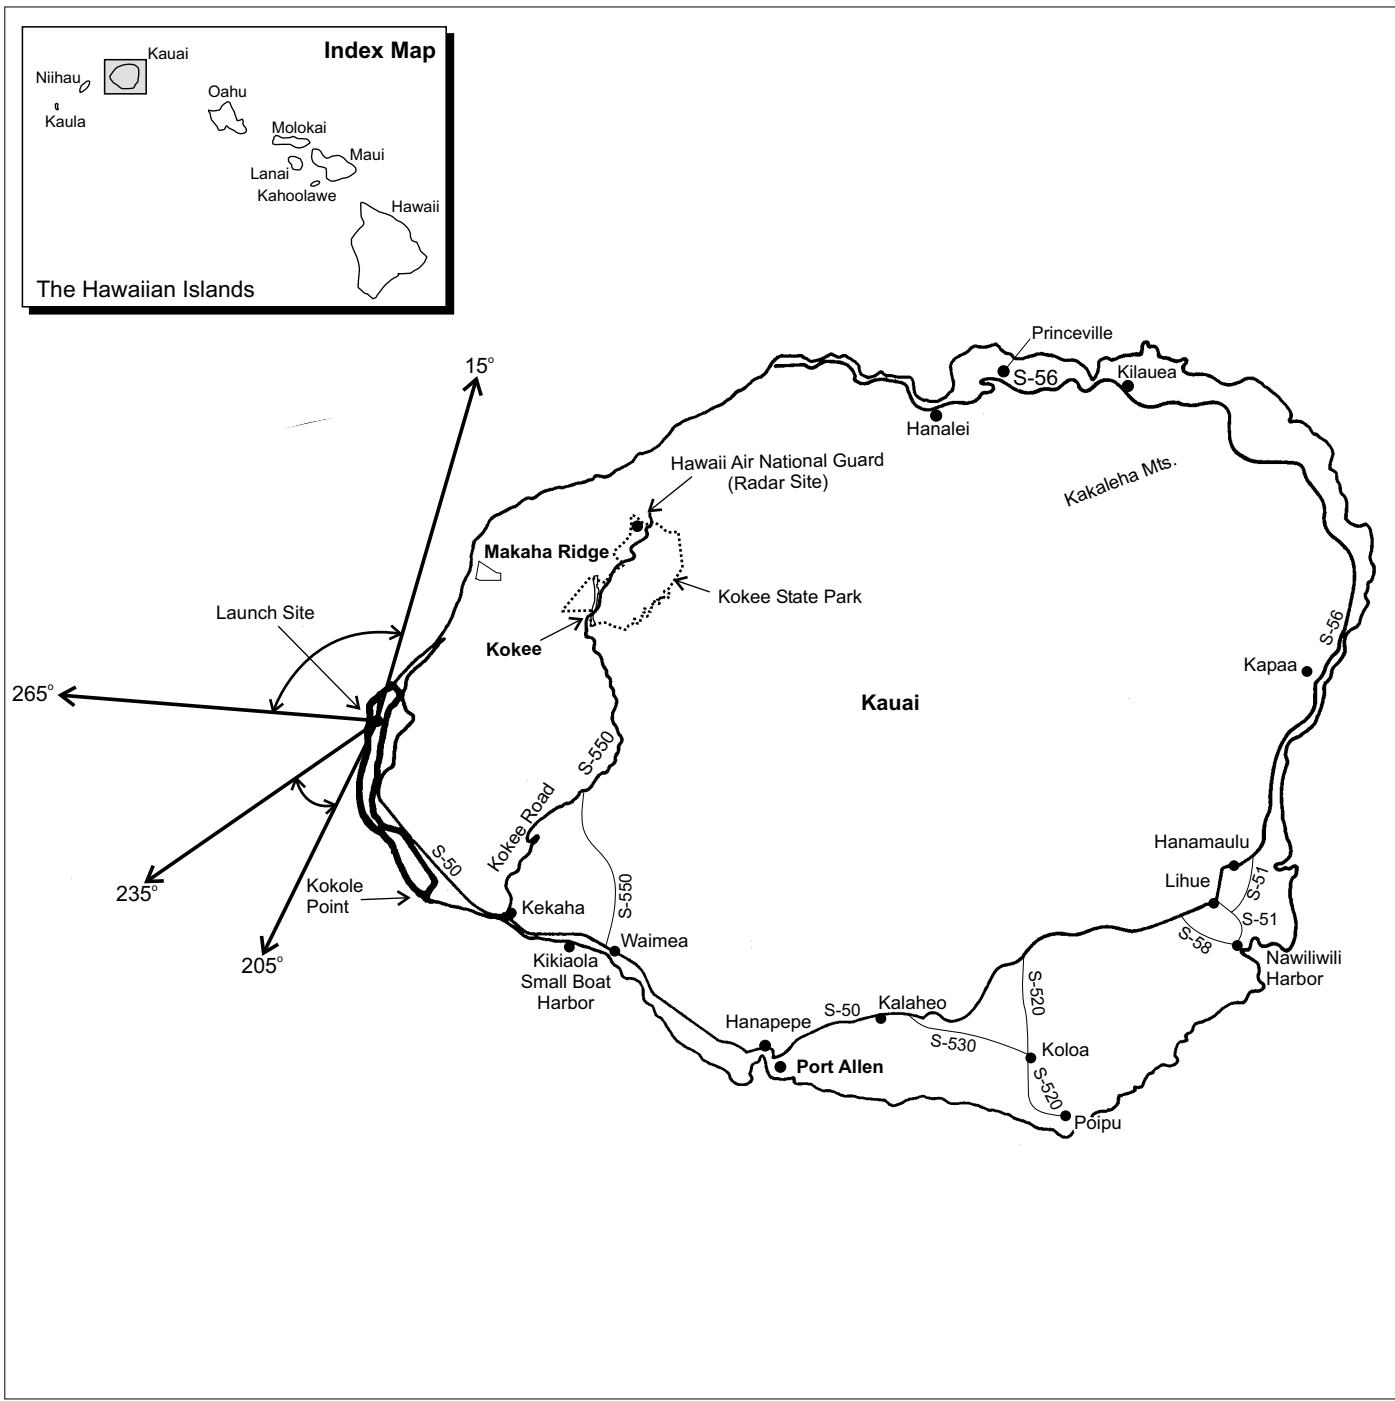 Index Map
Kauai
Niihau
Kaula
Oahu
Molokai
Maui
Lanai
Kahoolawe
Hawaii
The Hawaiian Islands
Princeville
15°
S-56
Kilauea
Hanalei
Hawaii Air National Guard
(Radar Site)
Kakaleha Mts.
Makaha Ridge
Kokee State Park
Launch Site
S-56
Kokee
Kapaa
265°
Kauai
S-550
Kokee Road
Hanamaulu
S-50
235°
Kokole
Point
Lihue
S-51
S-550
Kekaha
S-51
S-58
Waimea
205°
Kikiaola
Small Boat
Harbor
Nawiliwili
Harbor
S-520
Kalaheo
S-50
Hanapepe
S-530
Koloa
Port Allen
S-520
Poipu